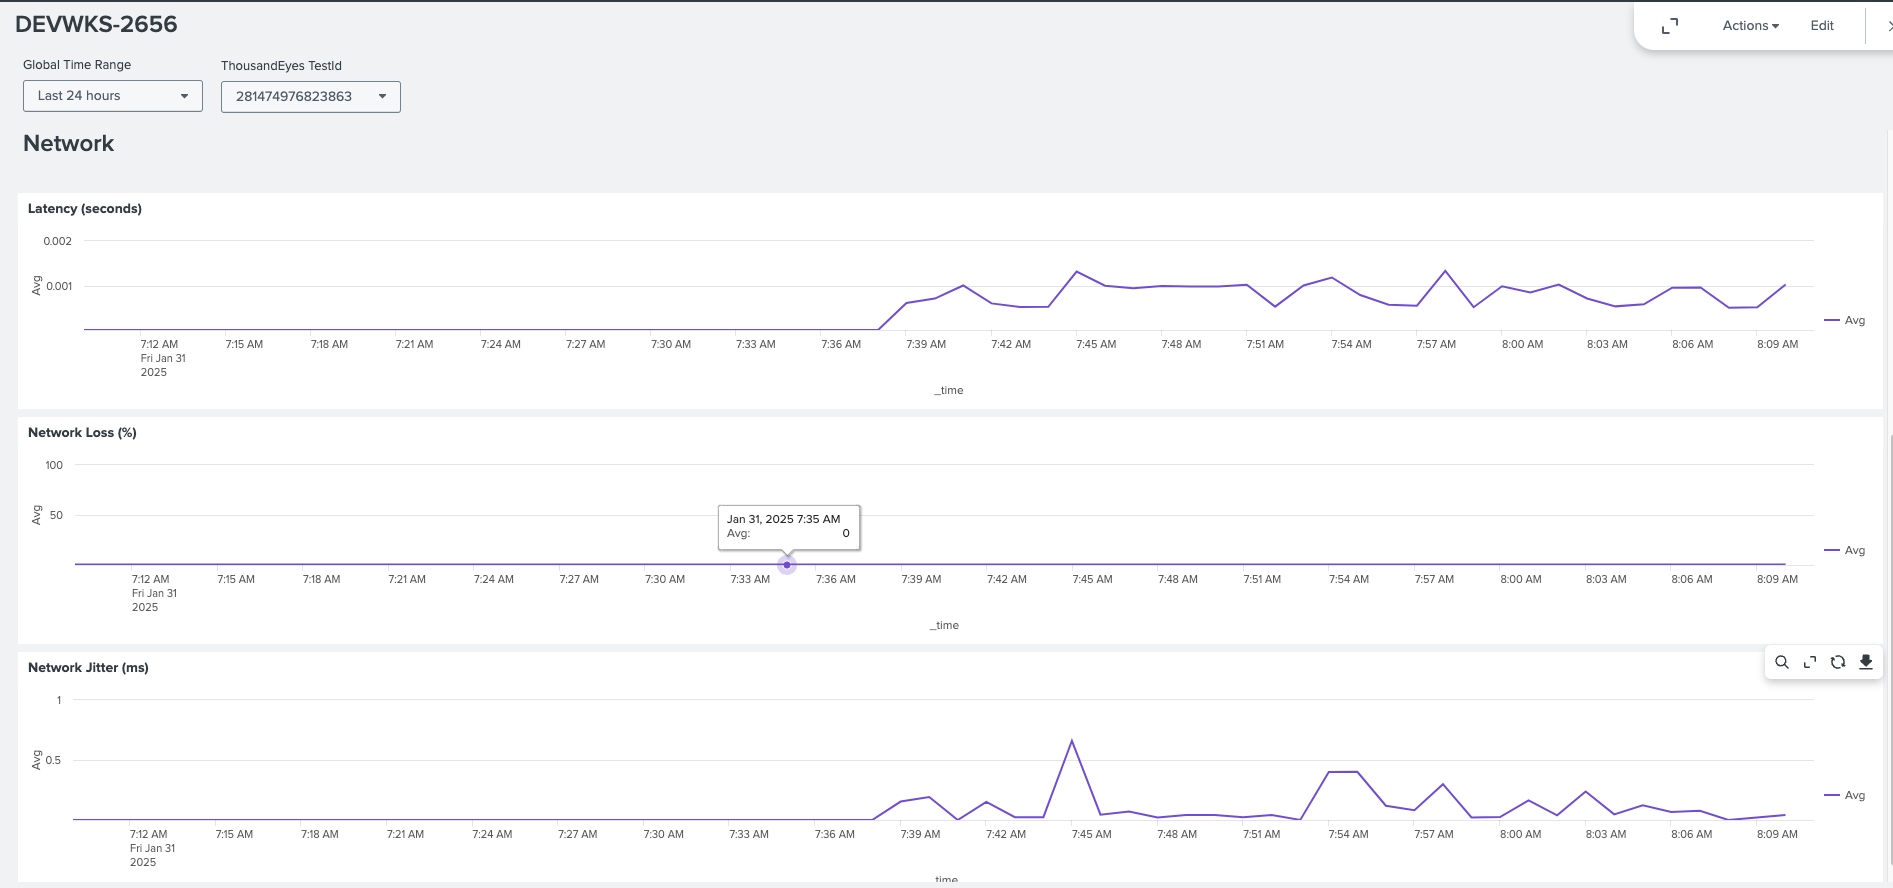 DEVWKS-2656
Actions Edit
Global Time Range
ThousandEyes TestId
Last 24 hours
281474976823863
Network
Latency (seconds)
0.002
0.001
Avg
Avg
7:12 AM 7:15 AM 7:18 AM 7:21 AM 7:24 AM 7:27 AM 7:30 AM 7:33 AM 7:36 AM 7:39 AM 7:42 AM 7:45 AM 7:48 AM 7:51 AM 7:54 AM 7:57 AM 8:00 AM 8:03 AM 8:06 AM 8:09 AM
Fri Jan 31
2025
_time
Network Loss (%)
100
50
Avg
Jan 31, 2025 7:35 AM
Avg: 0
Avg
7:12 AM 7:15 AM 7:18 AM 7:21 AM 7:24 AM 7:27 AM 7:30 AM 7:33 AM 7:36 AM 7:39 AM 7:42 AM 7:45 AM 7:48 AM 7:51 AM 7:54 AM 7:57 AM 8:00 AM 8:03 AM 8:06 AM 8:09 AM
Fri Jan 31
2025
_time
Network Jitter (ms)
1
0.5
Avg
Avg
7:12 AM 7:15 AM 7:18 AM 7:21 AM 7:24 AM 7:27 AM 7:30 AM 7:33 AM 7:36 AM 7:39 AM 7:42 AM 7:45 AM 7:48 AM 7:51 AM 7:54 AM 7:57 AM 8:00 AM 8:03 AM 8:06 AM 8:09 AM
Fri Jan 31
2025
_time